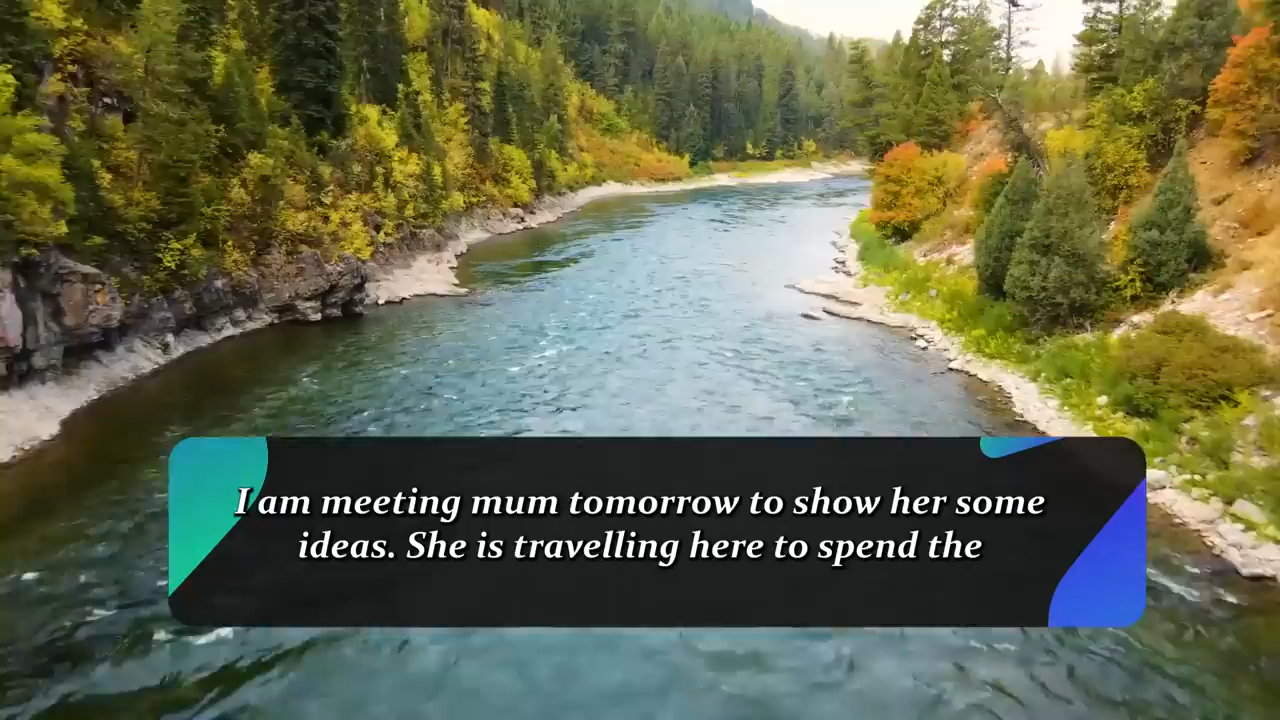 I am meeting mum tomorrow to show her some
ideas. She is travelling here to spend the